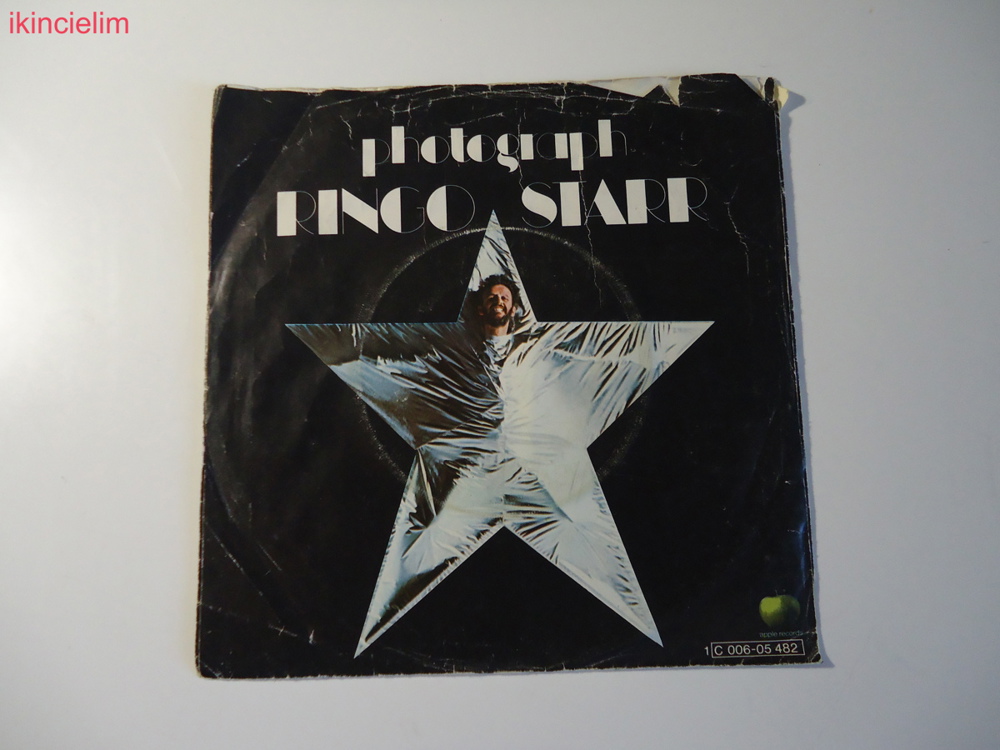 ikincielim
photograph
RINGO STARR
apple records
1 C 006-05 482